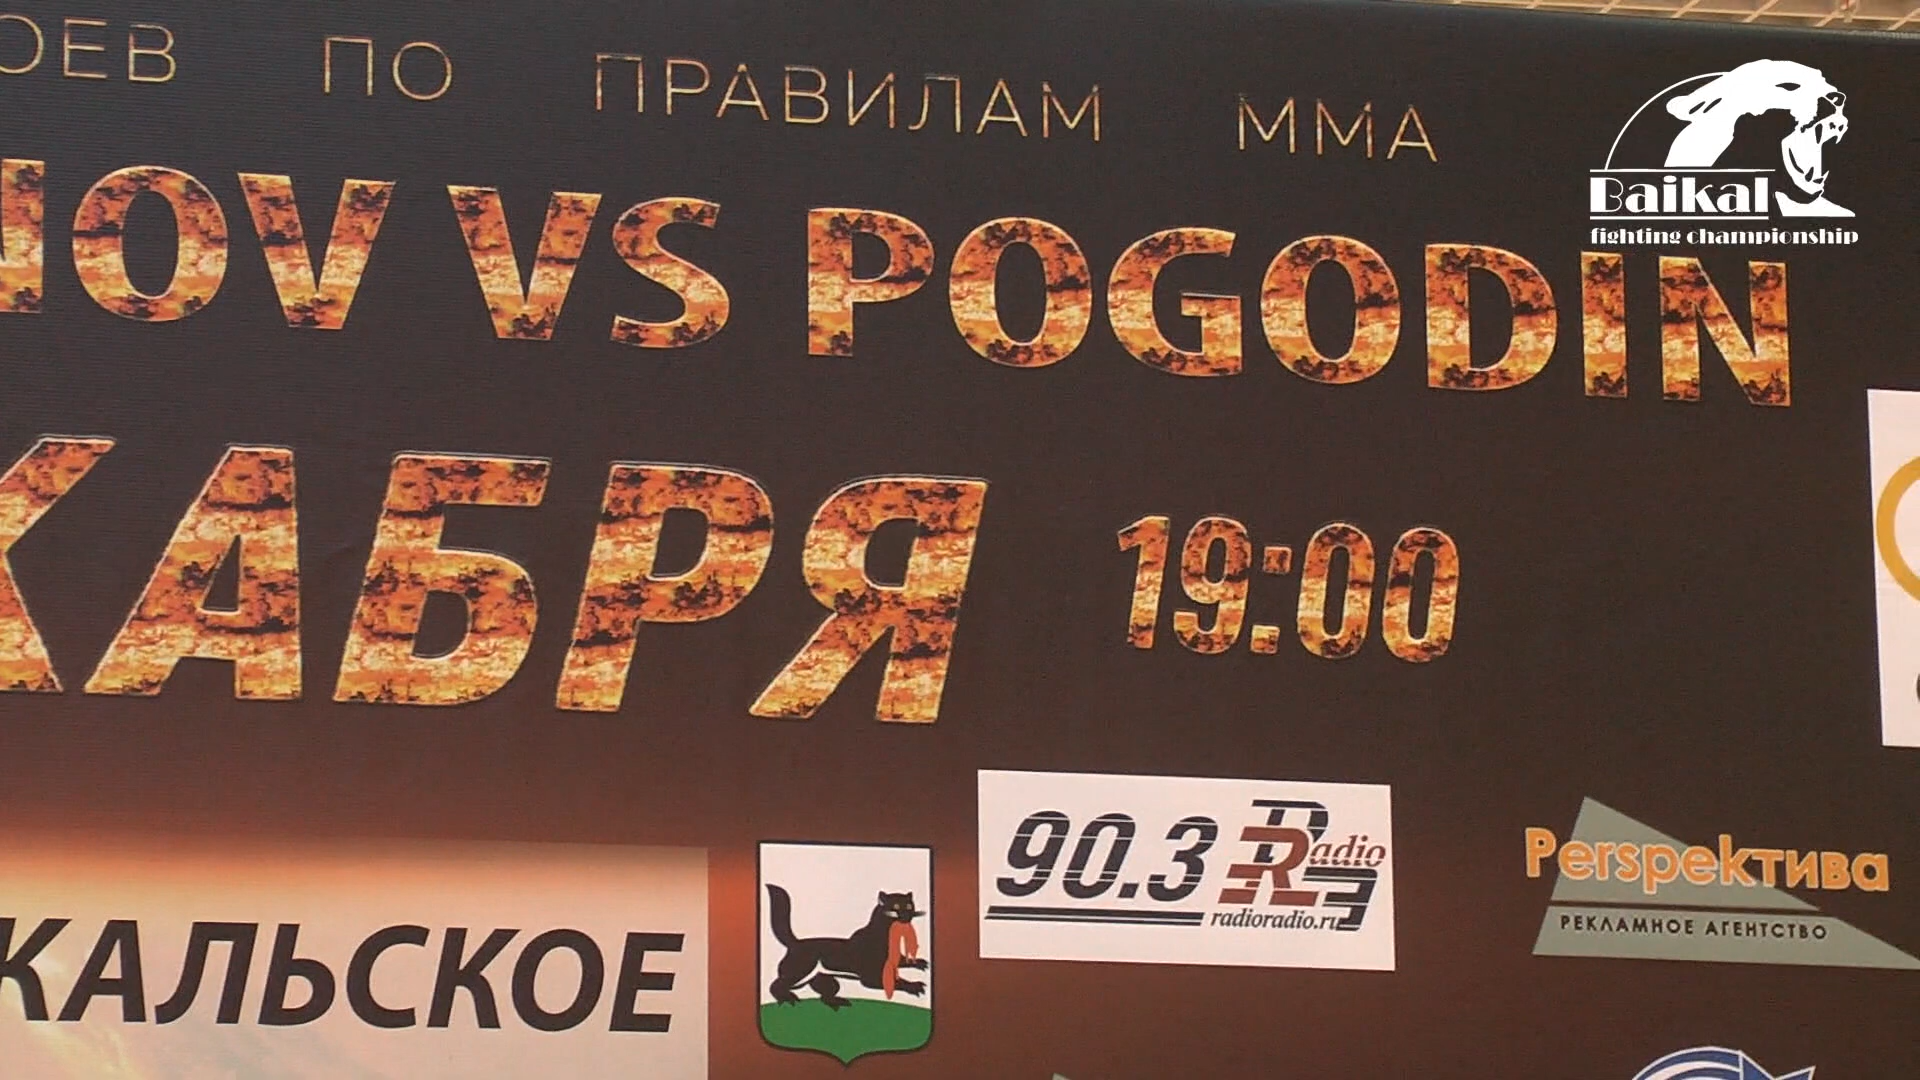 ОЕВ ПО ПРАВИЛАМ ММА
Baikal
fighting championship
NOV VS POGODIN
КАБРЯ 19:00
90.3 Radio
radioradio.ru
Perspektива
РЕКЛАМНОЕ АГЕНТСТВО
КАЛЬСКОЕ